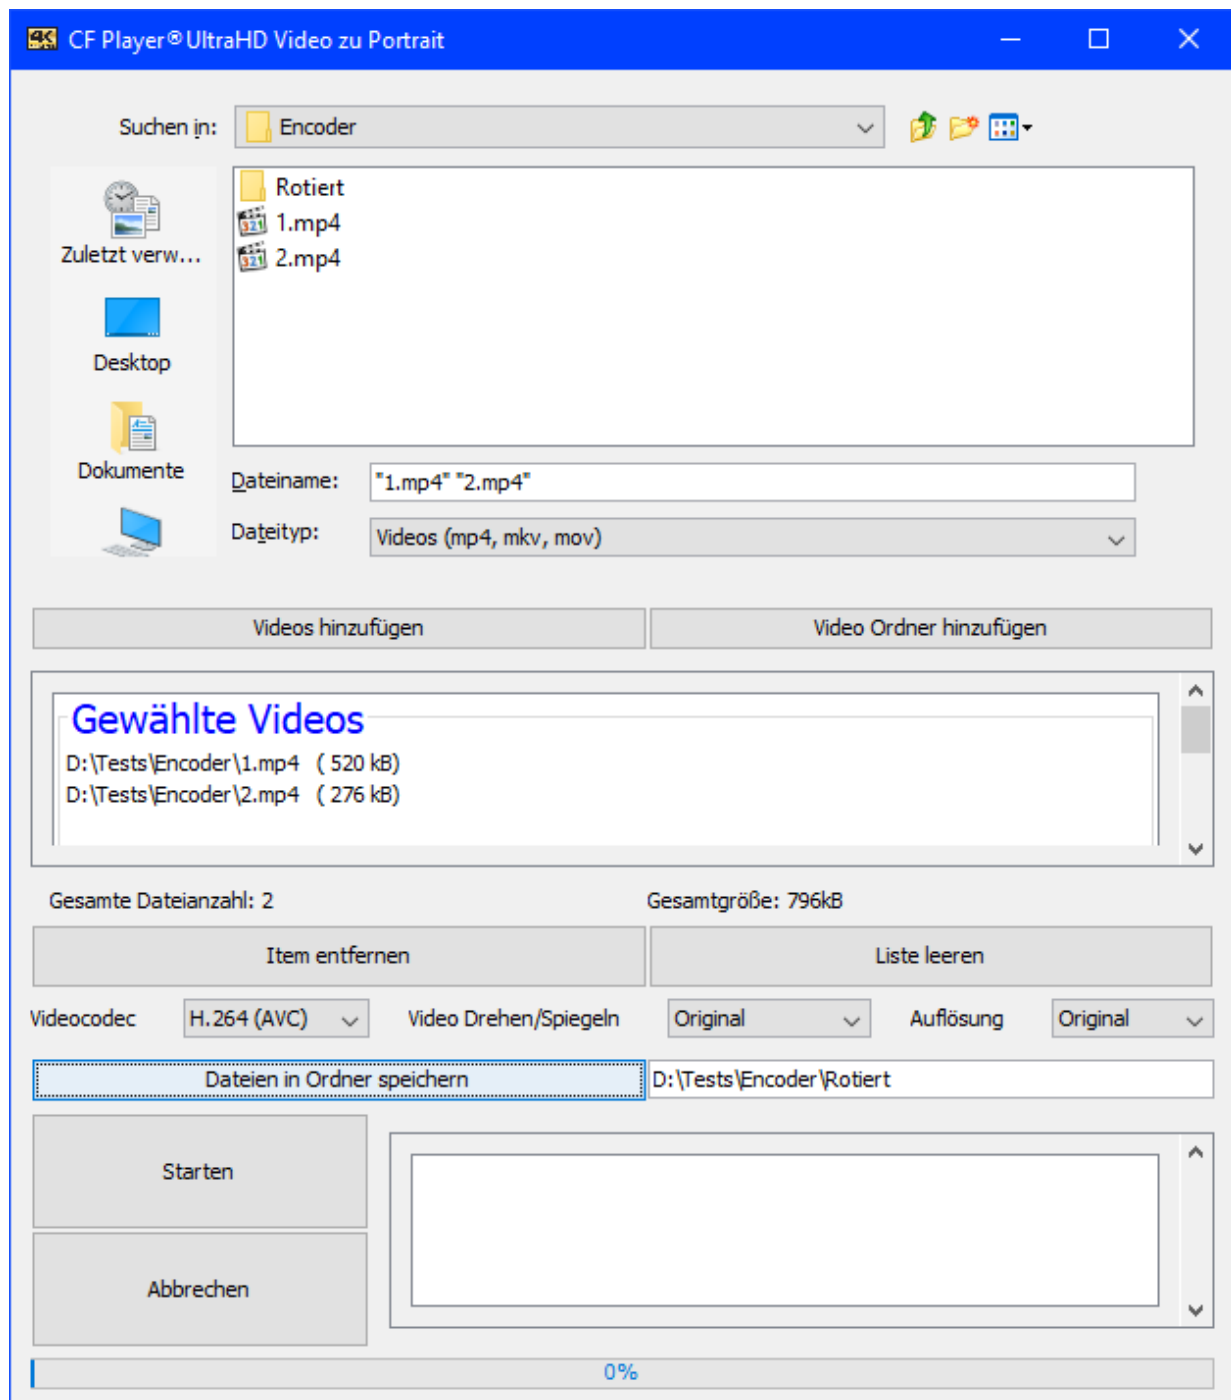 CF Player® UltraHD Video zu Portrait
Suchen in: Encoder
Rotiert
1.mp4
2.mp4
Zuletzt verw...
Desktop
Dokumente
Dateiname: "1.mp4" "2.mp4"
Dateityp: Videos (mp4, mkv, mov)
Videos hinzufügen Video Ordner hinzufügen
Gewählte Videos
D:\Tests\Encoder\1.mp4 ( 520 kB)
D:\Tests\Encoder\2.mp4 ( 276 kB)
Gesamte Dateianzahl: 2 Gesamtgröße: 796kB
Item entfernen Liste leeren
Videocodec H.264 (AVC) Video Drehen/Spiegeln Original Auflösung Original
Dateien in Ordner speichern D:\Tests\Encoder\Rotiert
Starten
Abbrechen
0%